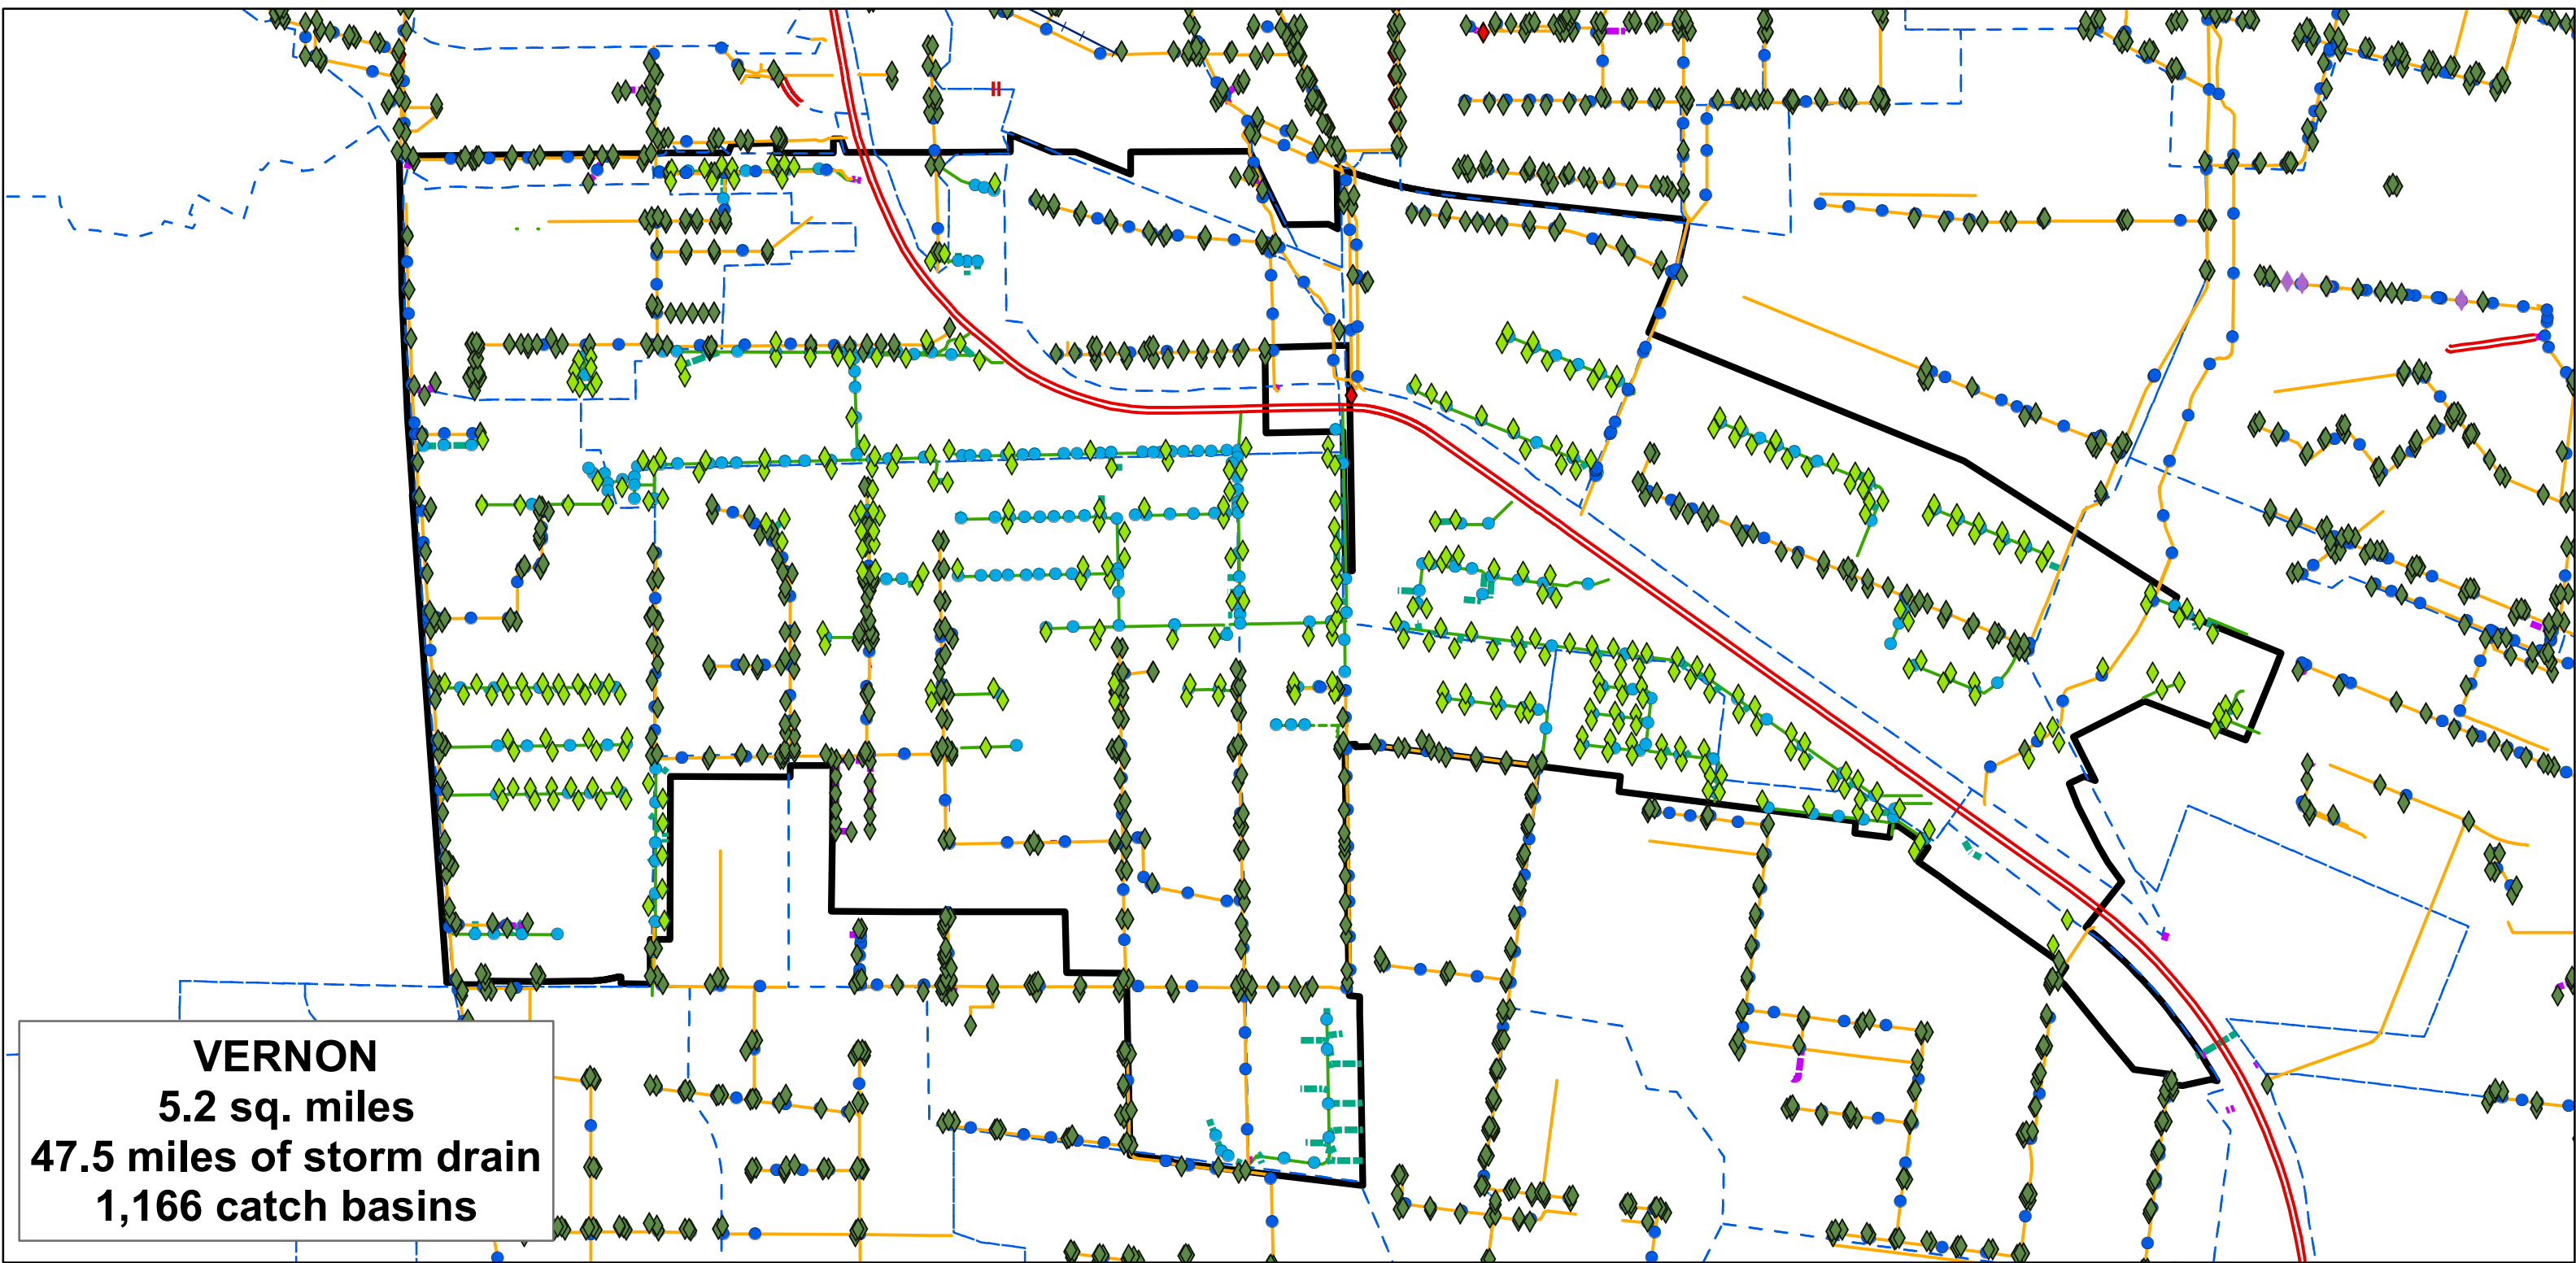 VERNON
5.2 sq. miles
47.5 miles of storm drain
1,166 catch basins